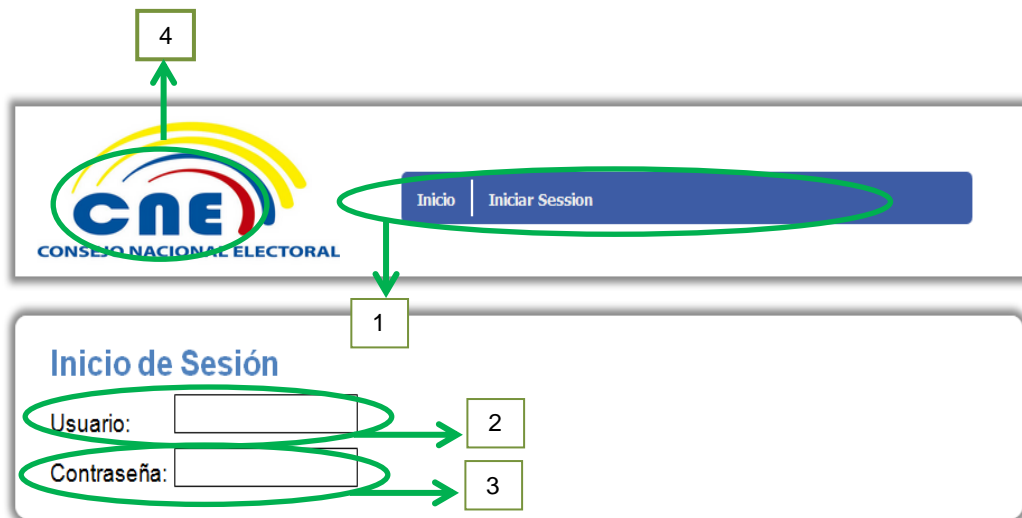 4
CNE
CONSEJO NACIONAL ELECTORAL
Inicio Iniciar Session
1
Inicio de Sesión
Usuario:
2
Contraseña:
3